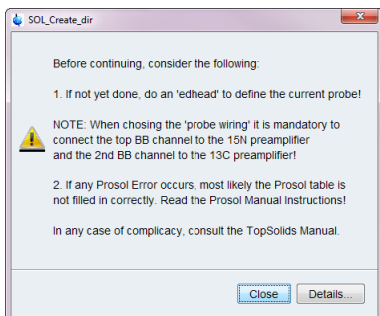 SOL_Create_dir
Before continuing, consider the following:
1. If not yet done, do an 'edhead' to define the current probe!
NOTE: When chosing the 'probe wiring' it is mandatory to
connect the top BB channel to the 15N preamplifier
and the 2nd BB channel to the 13C preamplifier!
2. If any Prosol Error occurs, most likely the Prosol table is
not filled in correctly. Read the Prosol Manual Instructions!
In any case of complicacy, consult the TopSolids Manual.
Close Details...